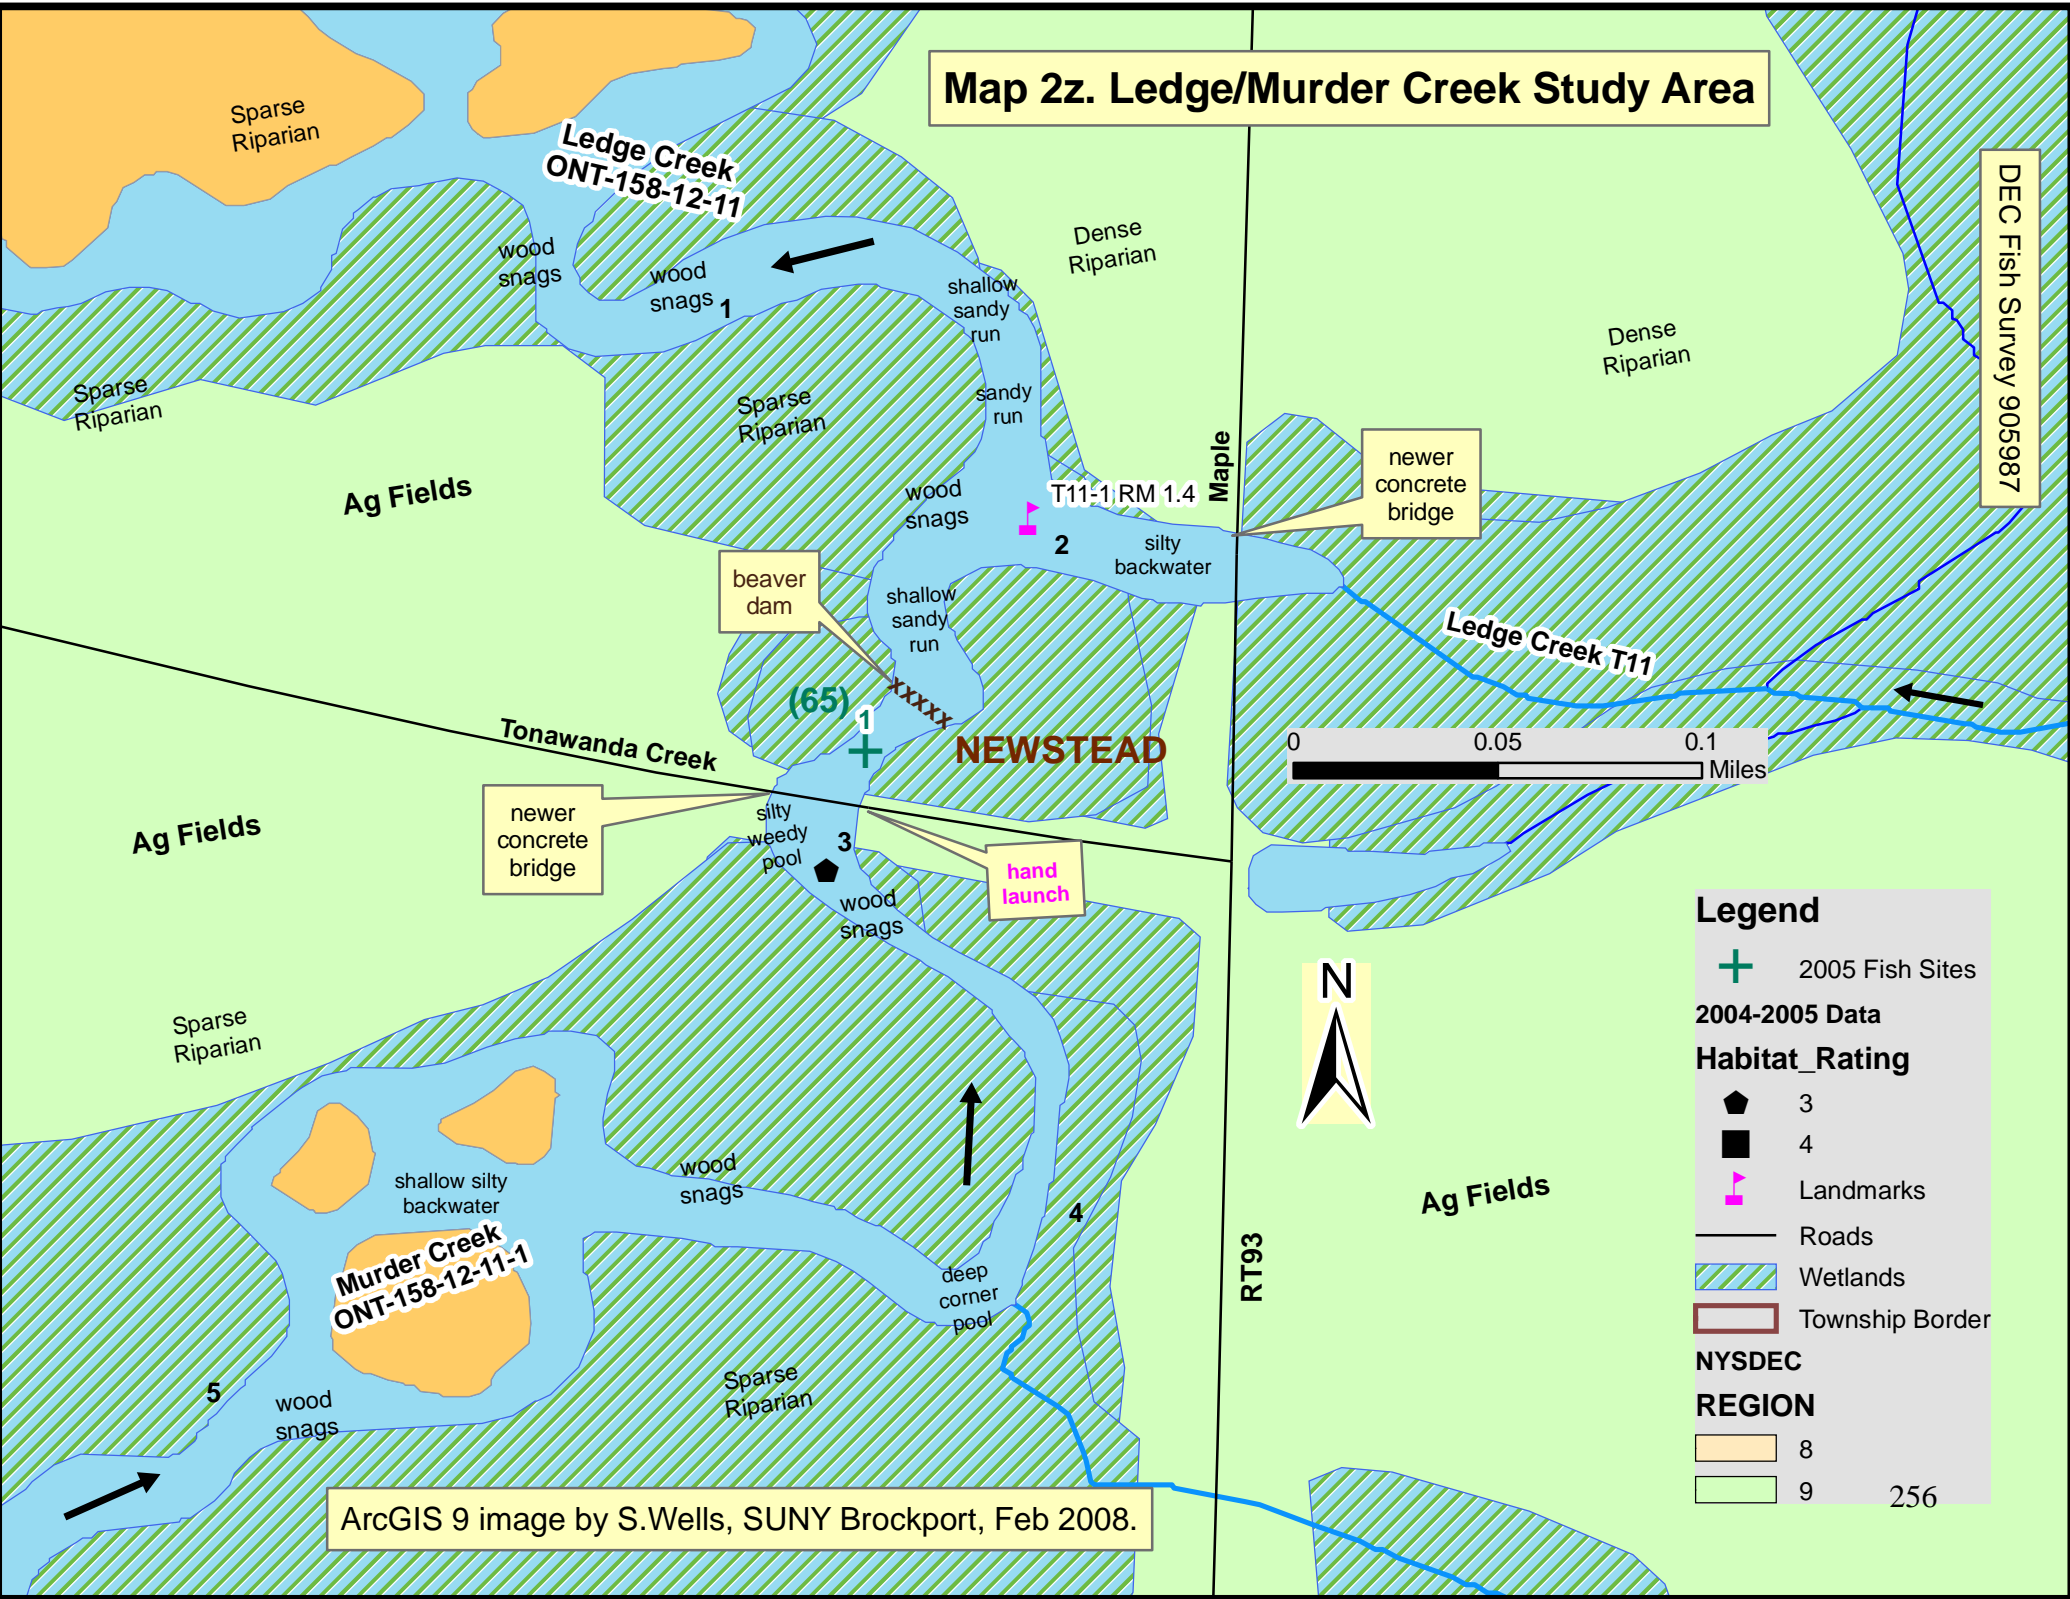 Map 2z. Ledge/Murder Creek Study Area
Sparse
Riparian
Ledge Creek
ONT-158-12-11
DEC Fish Survey 905987
Dense
Riparian
wood
snags
wood
snags
1
shallow
sandy
run
Dense
Riparian
Sparse
Riparian
Sparse
Riparian
sandy
run
Ag Fields
Maple
newer
concrete
bridge
wood
snags
T11-1 RM 1.4
2
silty
backwater
beaver
dam
shallow
sandy
run
Ledge Creek T11
xxxxx
(65)
1
NEWSTEAD
Tonawanda Creek
0 0.05 0.1
Miles
newer
concrete
bridge
silty
weedy
pool
3
Ag Fields
hand
launch
wood
snags
N
Sparse
Riparian
shallow silty
backwater
wood
snags
4
Ag Fields
Murder Creek
ONT-158-12-11-1
deep
corner
pool
RT93
5
wood
snags
Sparse
Riparian
Legend
2005 Fish Sites
2004-2005 Data
Habitat_Rating
3
4
Landmarks
Roads
Wetlands
Township Border
NYSDEC
REGION
8
9
256
ArcGIS 9 image by S.Wells, SUNY Brockport, Feb 2008.